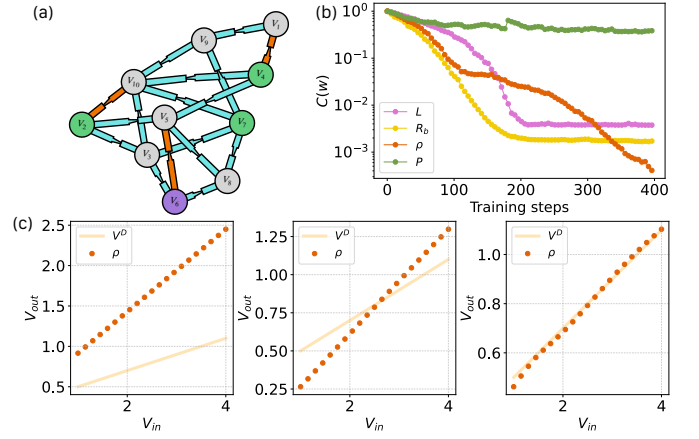 (a)
V1
V9
V4
V10
V2
V5
V7
V3
V8
V6
(b)
C(w)
10^0
10^-1
10^-2
10^-3
L
R_b
ρ
P
0 100 200 300 400
Training steps
(c)
V_out
2.5
2.0
1.5
1.0
0.5
V^D
ρ
2 4
V_in
1.25
1.00
0.75
0.50
0.25
V^D
ρ
2 4
V_in
1.0
0.8
0.6
V^D
ρ
2 4
V_in